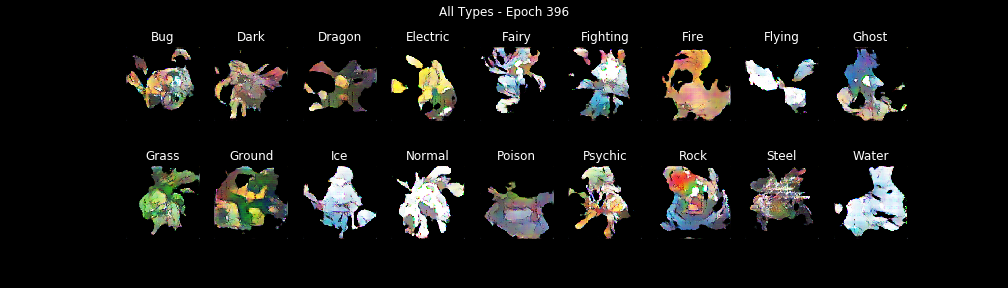 All Types - Epoch 396
Bug Dark Dragon Electric Fairy Fighting Fire Flying Ghost
Grass Ground Ice Normal Poison Psychic Rock Steel Water